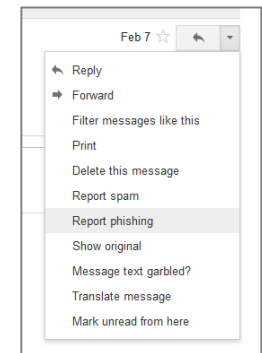 Feb 7
Reply
Forward
Filter messages like this
Print
Delete this message
Report spam
Report phishing
Show original
Message text garbled?
Translate message
Mark unread from here